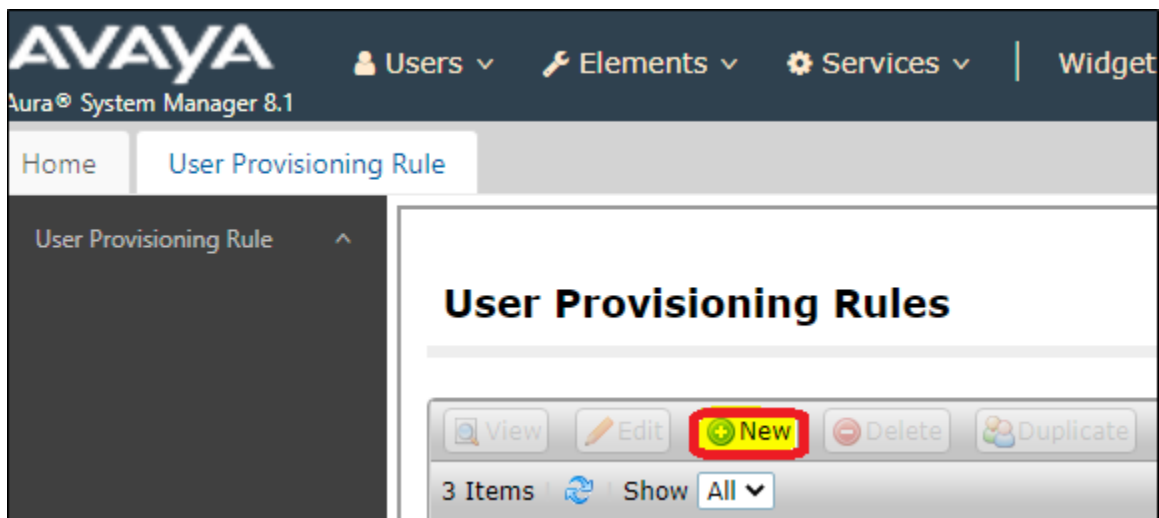 AVAYA
Users Elements Services | Widget
Aura® System Manager 8.1
Home User Provisioning Rule
User Provisioning Rule
User Provisioning Rules
View Edit New Delete Duplicate
3 Items Show All